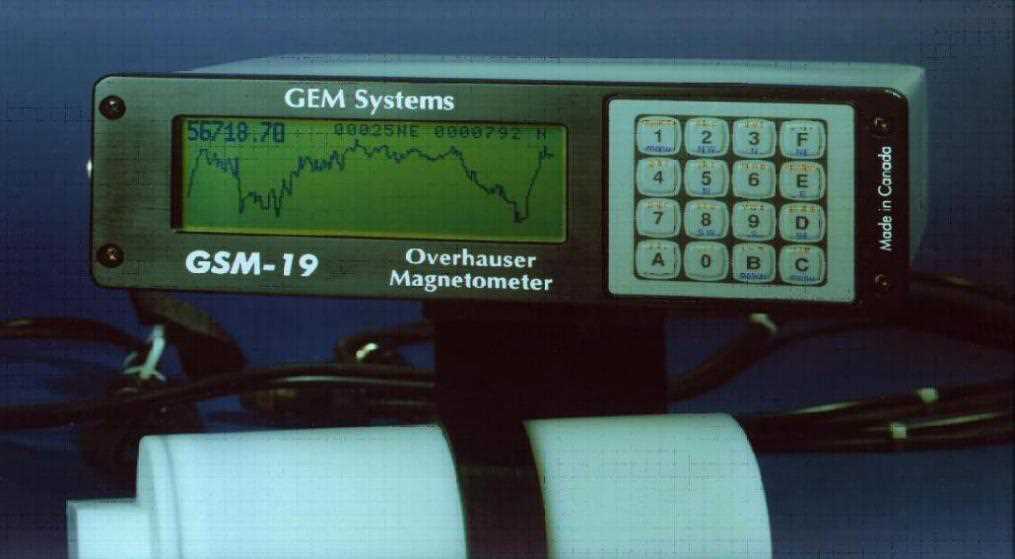 GEM Systems
56718.70 00025NE 0000792 N
GSM-19
Overhauser
Magnetometer
1 2 3 F
4 5 6 E
7 8 9 D
A 0 B C
Made in Canada